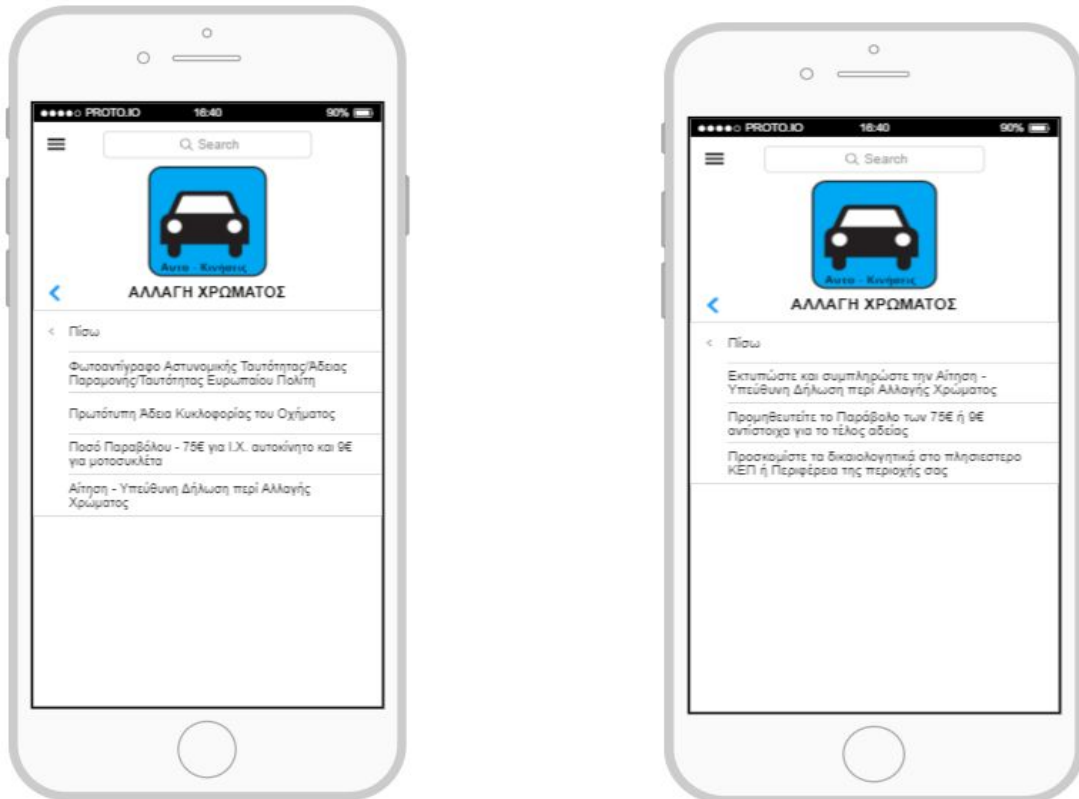 PROTO.IO 16:40 90%
Search
Αυτο - Κινήσεις
ΑΛΛΑΓΗ ΧΡΩΜΑΤΟΣ
Πίσω
Φωτοαντίγραφο Αστυνομικής Ταυτότητας/Άδειας
Παραμονής/Ταυτότητας Ευρωπαίου Πολίτη
Πρωτότυπη Άδεια Κυκλοφορίας του Οχήματος
Ποσό Παραβόλου - 75€ για Ι.Χ. αυτοκίνητο και 9€
για μοτοσυκλέτα
Αίτηση - Υπεύθυνη Δήλωση περί Αλλαγής
Χρώματος
PROTO.IO 16:40 90%
Search
Αυτο - Κινήσεις
ΑΛΛΑΓΗ ΧΡΩΜΑΤΟΣ
Πίσω
Εκτυπώστε και συμπληρώστε την Αίτηση -
Υπεύθυνη Δήλωση περί Αλλαγής Χρώματος
Προμηθευτείτε το Παράβολο των 75€ ή 9€
αντίστοιχα για το τέλος αδείας
Προσκομίστε τα δικαιολογητικά στο πλησιεστερο
ΚΕΠ ή Περιφέρεια της περιοχής σας